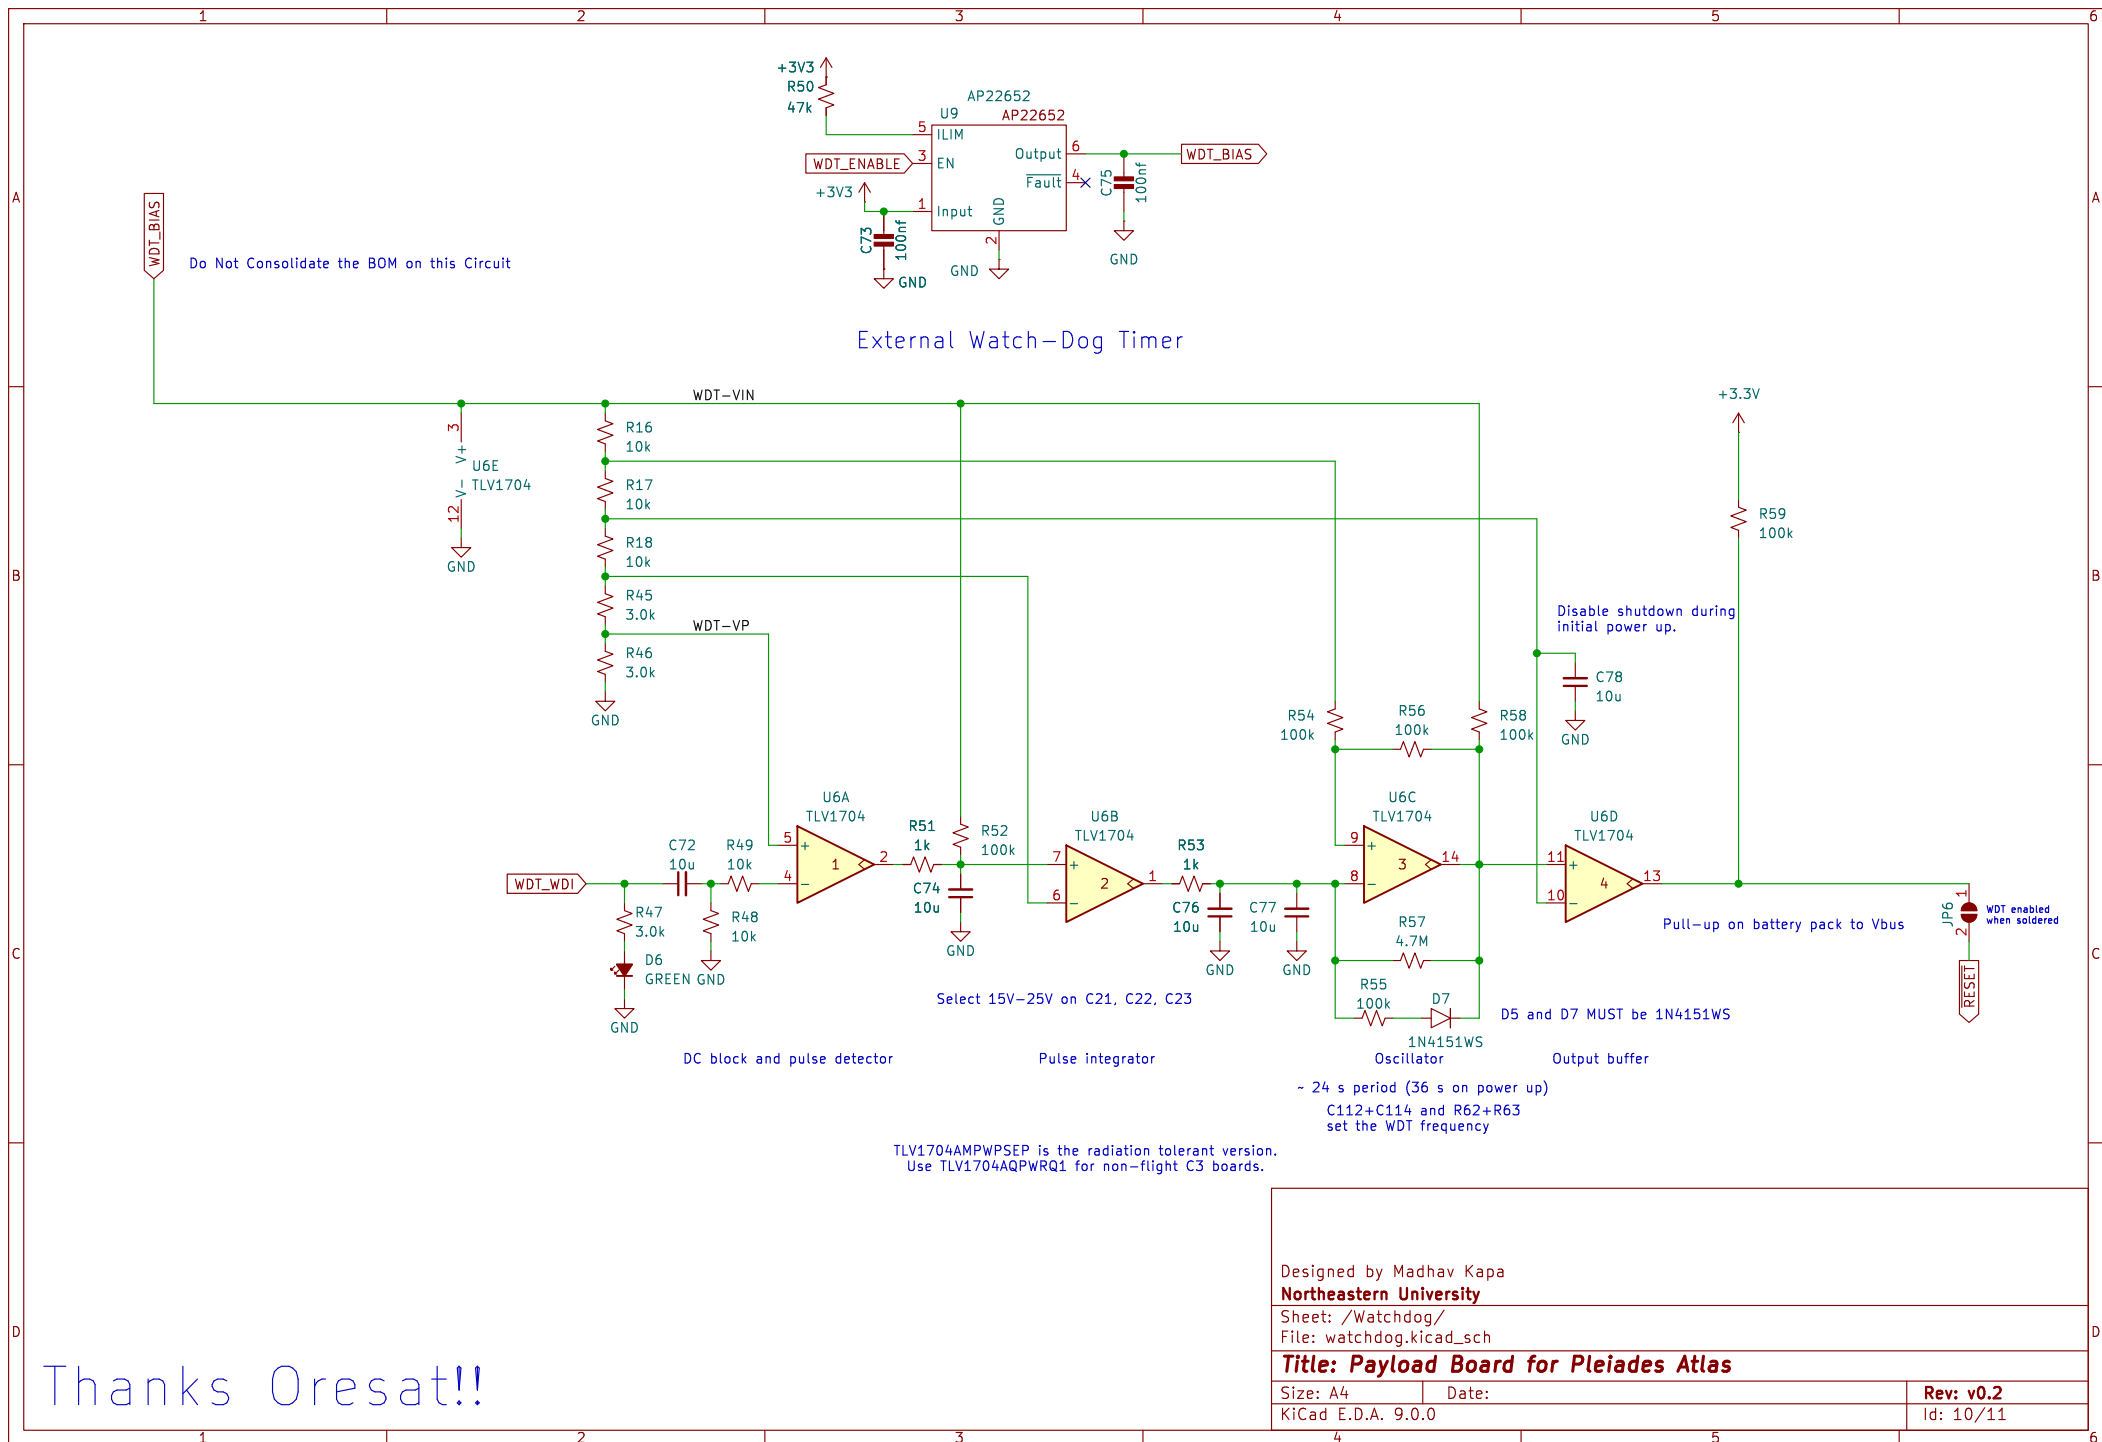 1 2 3 4 5 6
+3V3
R50
47k
AP22652
U9
AP22652
5 ILIM
WDT_ENABLE 3 EN
+3V3
1 Input
Output 6
WDT_BIAS
Fault 4
GND
2
C73
100nf
GND
GND
C75
100nf
GND
A
A
WDT_BIAS
Do Not Consolidate the BOM on this Circuit
External Watch-Dog Timer
WDT-VIN
+3.3V
3
V+
U6E
V-
TLV1704
12
GND
R16
10k
R17
10k
R18
10k
R45
3.0k
WDT-VP
R46
3.0k
GND
R59
100k
B
B
Disable shutdown during
initial power up.
C78
10u
GND
R54
100k
R56
100k
R58
100k
U6A
TLV1704
5 +
4 -
1
2
R51
1k
R52
100k
C74
10u
GND
U6B
TLV1704
7 +
6 -
2
1
R53
1k
C76
10u
GND
C77
10u
GND
U6C
TLV1704
9 +
8 -
3
14
R57
4.7M
R55
100k
D7
1N4151WS
U6D
TLV1704
11 +
10 -
4
13
WDT_WDI
C72
10u
R49
10k
R47
3.0k
R48
10k
D6
GREEN
GND
GND
C
C
Pull-up on battery pack to Vbus
JP6
1
2
WDT enabled
when soldered
RESET
Select 15V-25V on C21, C22, C23
D5 and D7 MUST be 1N4151WS
DC block and pulse detector
Pulse integrator
Oscillator
Output buffer
~ 24 s period (36 s on power up)
C112+C114 and R62+R63
set the WDT frequency
TLV1704AMPWPSEP is the radiation tolerant version.
Use TLV1704AQPWRQ1 for non-flight C3 boards.
D
D
Thanks Oresat!!
Designed by Madhav Kapa
Northeastern University
Sheet: /Watchdog/
File: watchdog.kicad_sch
Title: Payload Board for Pleiades Atlas
Size: A4
Date:
Rev: v0.2
KiCad E.D.A. 9.0.0
Id: 10/11
1 2 3 4 5 6